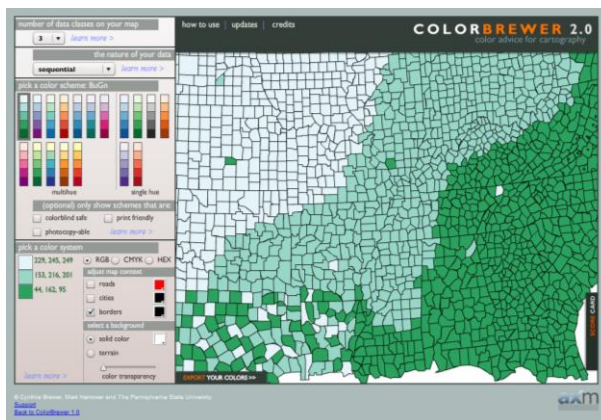 number of data classes on your map
3
learn more >
the nature of your data
sequential
learn more >
pick a color scheme: BuGn
multihue
single hue
(optional) only show schemes that are:
colorblind safe
print friendly
photocopy-able
learn more >
pick a color system
229, 245, 249
153, 216, 201
44, 162, 95
RGB
CMYK
HEX
adjust map context
roads
cities
borders
select a background
solid color
terrain
color transparency
learn more >
how to use | updates | credits
COLORBREWER 2.0
color advice for cartography
SCORE CARD
EXPORT YOUR COLORS >>
© Cynthia Brewer, Mark Harrower and The Pennsylvania State University
Support
Back to ColorBrewer 1.0
axm